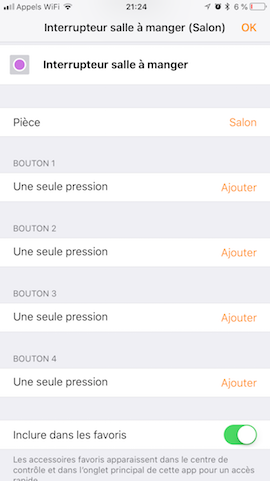 Appels WiFi 21:24 6 %
Interrupteur salle à manger (Salon) OK
Interrupteur salle à manger
Pièce Salon
BOUTON 1
Une seule pression Ajouter
BOUTON 2
Une seule pression Ajouter
BOUTON 3
Une seule pression Ajouter
BOUTON 4
Une seule pression Ajouter
Inclure dans les favoris
Les accessoires favoris apparaissent dans le centre de
contrôle et dans l'onglet principal de cette app pour un accès
rapide.